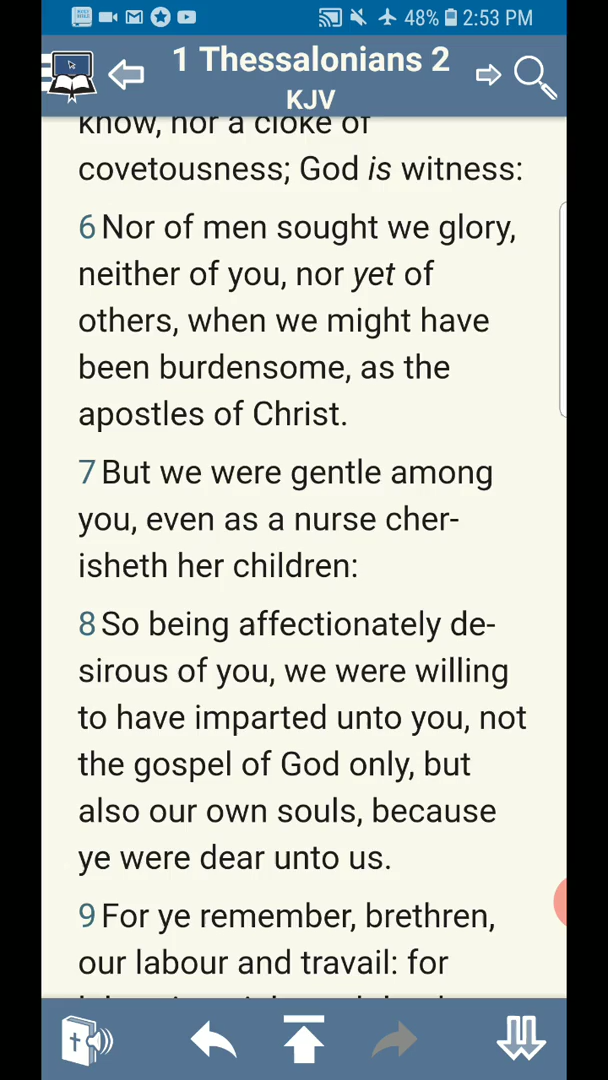 48% 2:53 PM
1 Thessalonians 2
KJV
know, nor a cloke of
covetousness; God is witness:
6 Nor of men sought we glory,
neither of you, nor yet of
others, when we might have
been burdensome, as the
apostles of Christ.
7 But we were gentle among
you, even as a nurse cher-
isheth her children:
8 So being affectionately de-
sirous of you, we were willing
to have imparted unto you, not
the gospel of God only, but
also our own souls, because
ye were dear unto us.
9 For ye remember, brethren,
our labour and travail: for